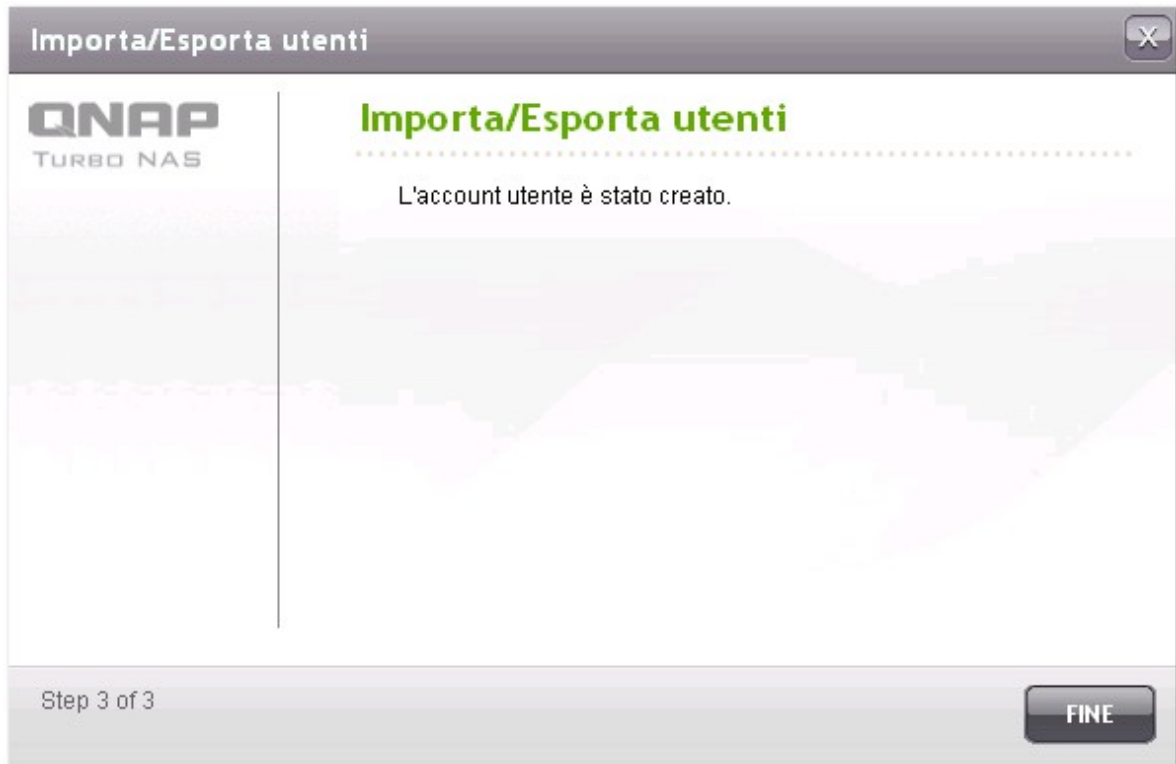 Importa/Esporta utenti
X
QNAP
TURBO NAS
Importa/Esporta utenti
L'account utente è stato creato.
Step 3 of 3
FINE